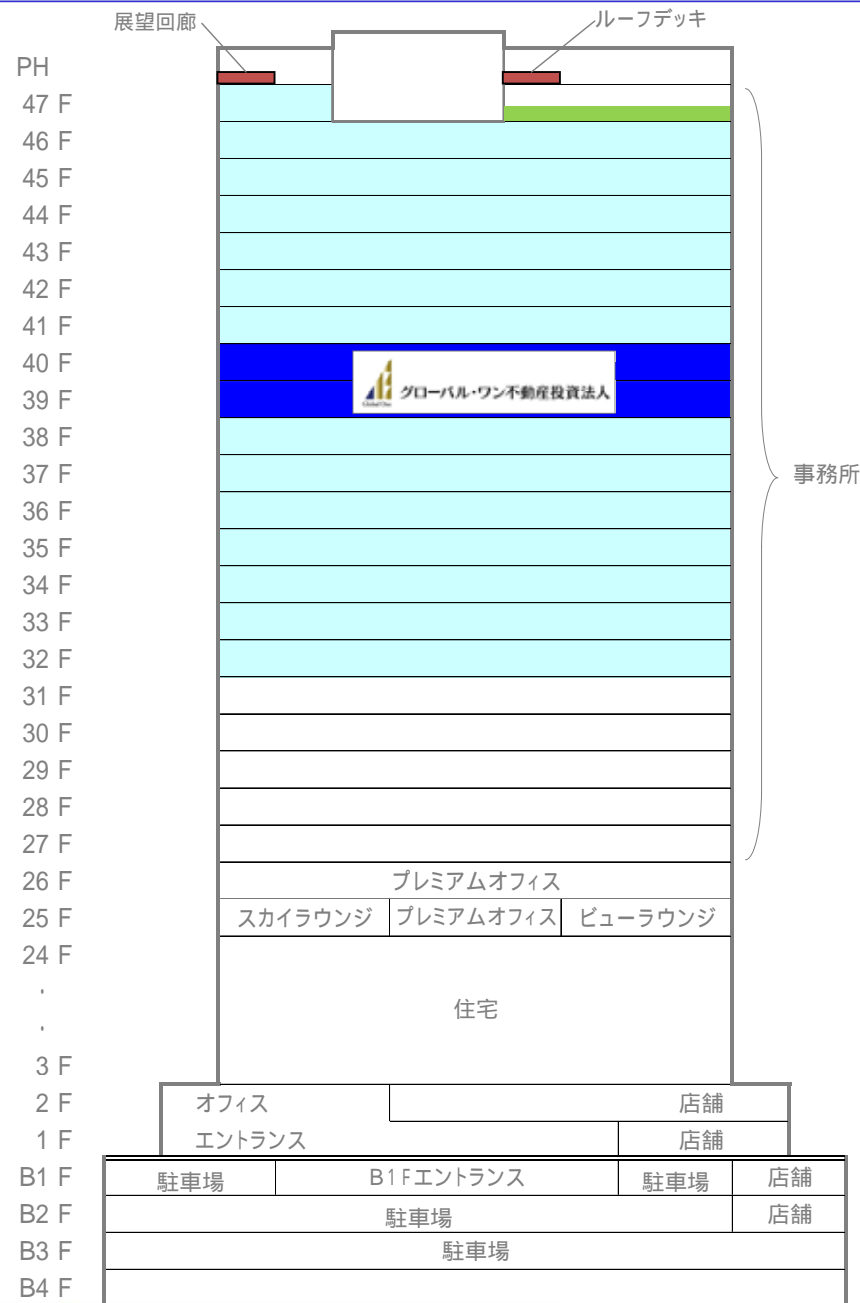 展望回廊
ルーフデッキ
PH
47 F
46 F
45 F
44 F
43 F
42 F
41 F
40 F
グローバル・ワン不動産投資法人
39 F
38 F
37 F
事務所
36 F
35 F
34 F
33 F
32 F
31 F
30 F
29 F
28 F
27 F
26 F プレミアムオフィス
25 F スカイラウンジ プレミアムオフィス ビューラウンジ
24 F
・
住宅
・
3 F
2 F オフィス 店舗
1 F エントランス 店舗
B1 F 駐車場 B1Fエントランス 駐車場 店舗
B2 F 駐車場 店舗
B3 F 駐車場
B4 F